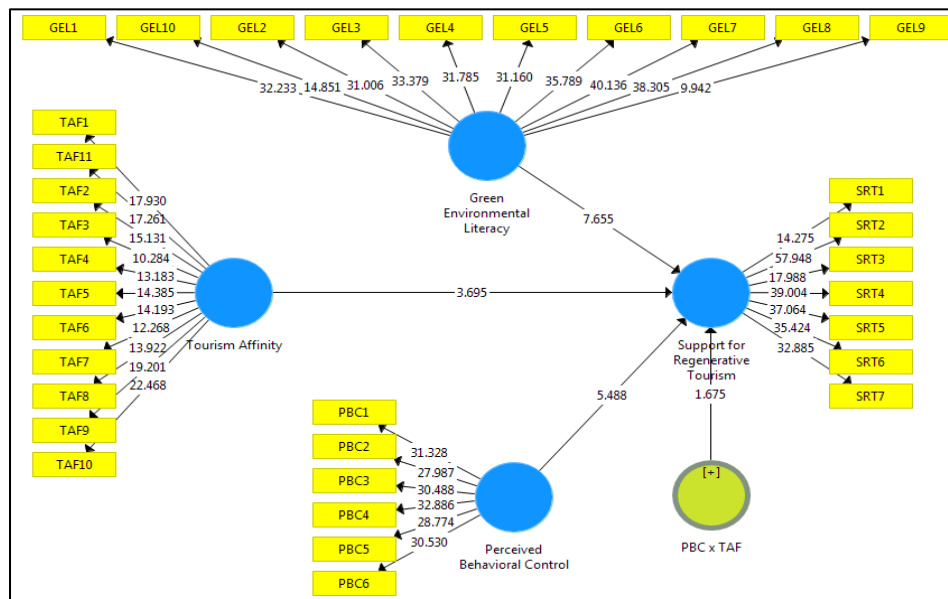 GEL1 GEL10 GEL2 GEL3 GEL4 GEL5 GEL6 GEL7 GEL8 GEL9
32.233 14.851 31.006 33.379 31.785 31.160 35.789 40.136 38.305 9.942
Green
Environmental
Literacy
TAF1
TAF11
TAF2
TAF3
TAF4
TAF5
TAF6
TAF7
TAF8
TAF9
TAF10
17.930
17.261
15.131
10.284
13.183
14.385
14.193
12.268
13.922
19.201
22.468
Tourism Affinity
7.655
3.695
5.488
1.675
SRT1
SRT2
SRT3
SRT4
SRT5
SRT6
SRT7
14.275
57.948
17.988
39.004
37.064
35.424
32.885
Support for
Regenerative
Tourism
PBC1
PBC2
PBC3
PBC4
PBC5
PBC6
31.328
27.987
30.488
32.886
28.774
30.530
Perceived
Behavioral Control
[+]
PBC x TAF